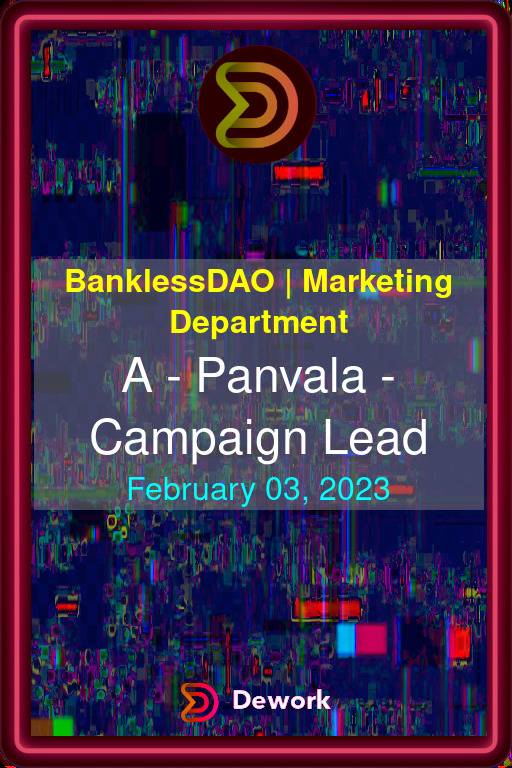 BanklessDAO | Marketing
Department
A - Panvala -
Campaign Lead
February 03, 2023
Dework